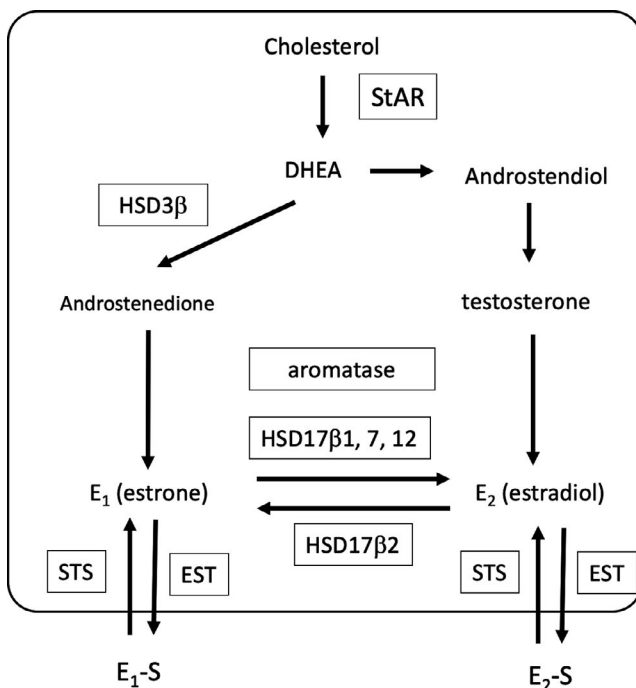 Cholesterol
StAR
DHEA
Androstendiol
HSD3β
Androstenedione
testosterone
aromatase
HSD17β1, 7, 12
E₁ (estrone)
E₂ (estradiol)
HSD17β2
STS
EST
STS
EST
E₁-S
E₂-S